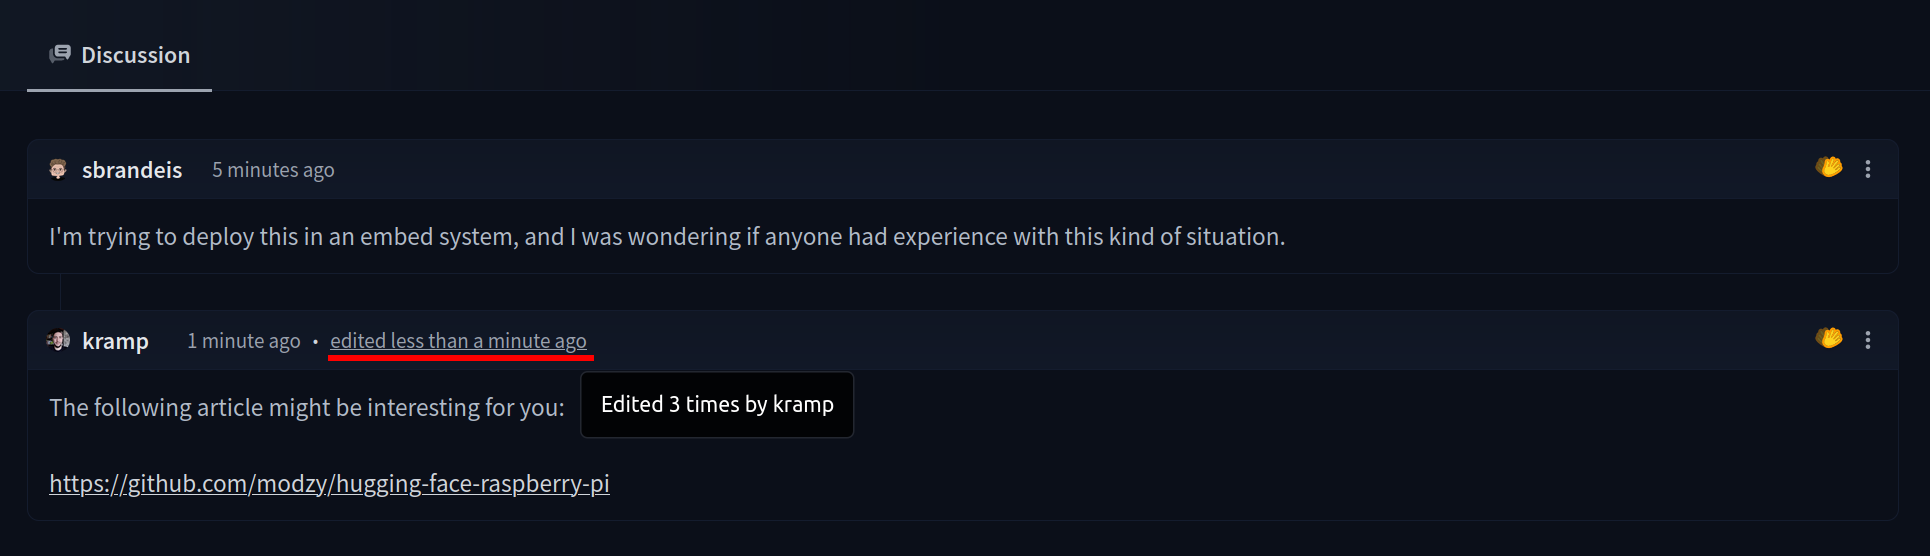 Discussion
sbrandeis 5 minutes ago
I'm trying to deploy this in an embed system, and I was wondering if anyone had experience with this kind of situation.
kramp 1 minute ago • edited less than a minute ago
The following article might be interesting for you:
Edited 3 times by kramp
https://github.com/modzy/hugging-face-raspberry-pi